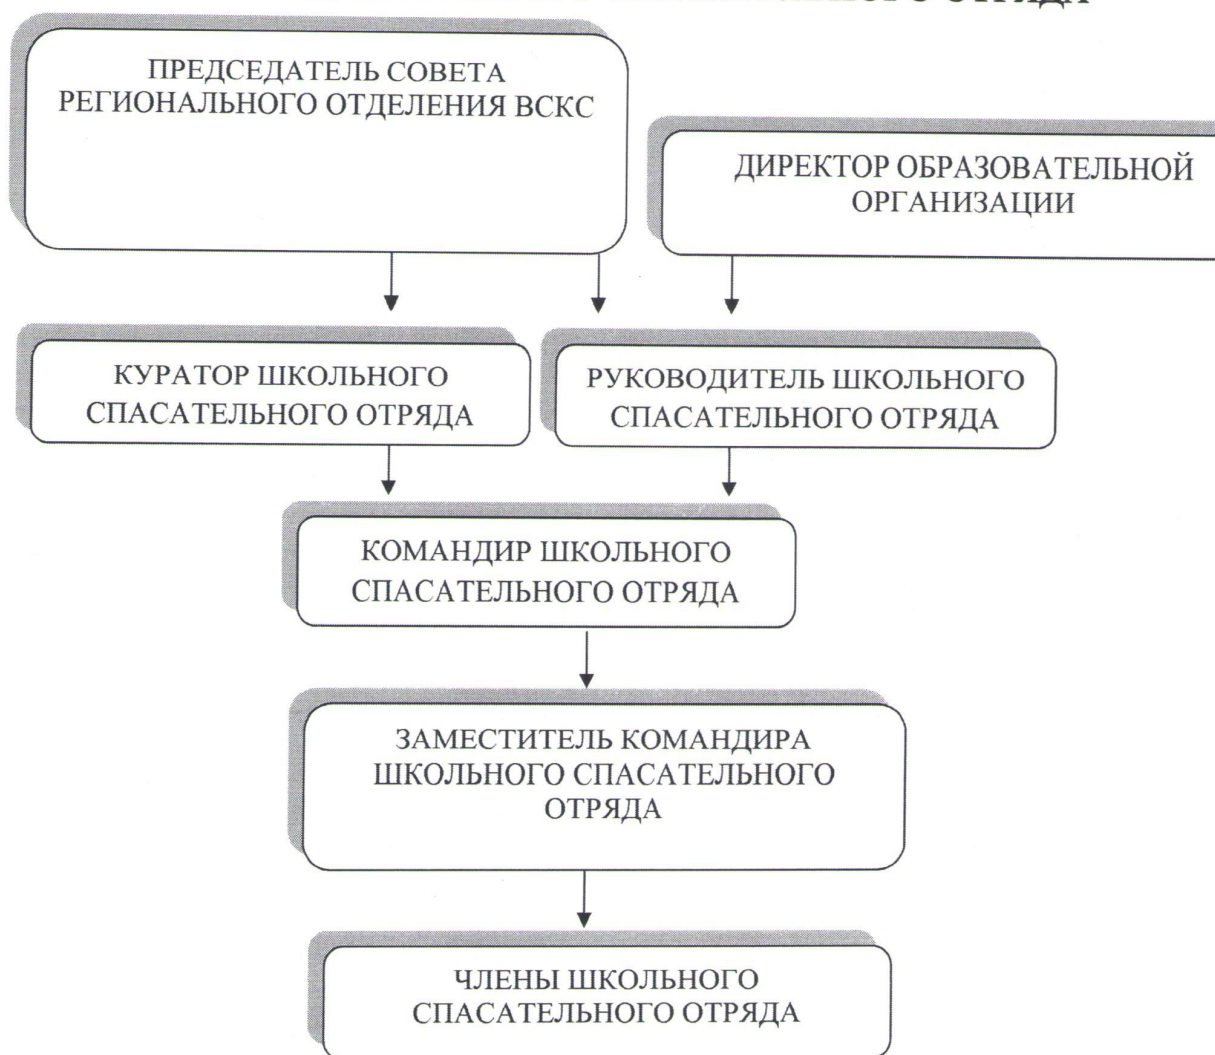 ОТРЯДА
ПРЕДСЕДАТЕЛЬ СОВЕТА
РЕГИОНАЛЬНОГО ОТДЕЛЕНИЯ ВСКС
ДИРЕКТОР ОБРАЗОВАТЕЛЬНОЙ
ОРГАНИЗАЦИИ
КУРАТОР ШКОЛЬНОГО
СПАСАТЕЛЬНОГО ОТРЯДА
РУКОВОДИТЕЛЬ ШКОЛЬНОГО
СПАСАТЕЛЬНОГО ОТРЯДА
КОМАНДИР ШКОЛЬНОГО
СПАСАТЕЛЬНОГО ОТРЯДА
ЗАМЕСТИТЕЛЬ КОМАНДИРА
ШКОЛЬНОГО СПАСАТЕЛЬНОГО
ОТРЯДА
ЧЛЕНЫ ШКОЛЬНОГО
СПАСАТЕЛЬНОГО ОТРЯДА